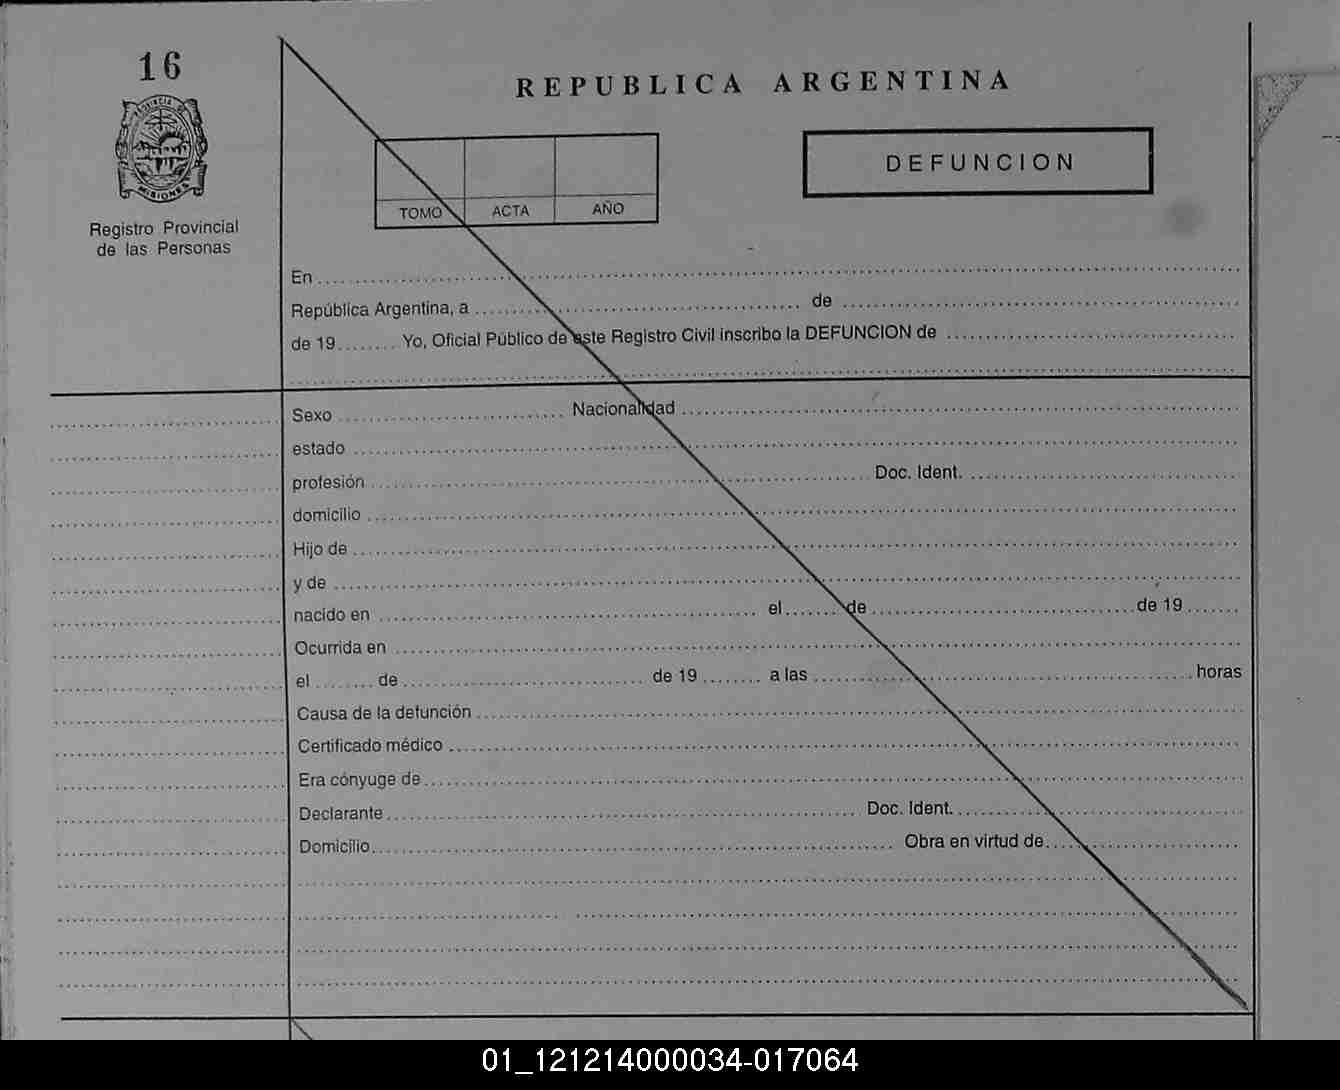 16
PROVINCIA DE
MISIONES
Registro Provincial
de las Personas
REPUBLICA ARGENTINA
TOMO ACTA AÑO
DEFUNCION
En
República Argentina, a de
de 19 Yo, Oficial Público de este Registro Civil inscribo la DEFUNCION de
Sexo Nacionalidad
estado
profesión Doc. Ident.
domicilio
Hijo de
y de
nacido en el de de 19
Ocurrida en
el de de 19 a las horas
Causa de la defunción
Certificado médico
Era cónyuge de
Declarante Doc. Ident.
Domicilio Obra en virtud de
01_121214000034-017064